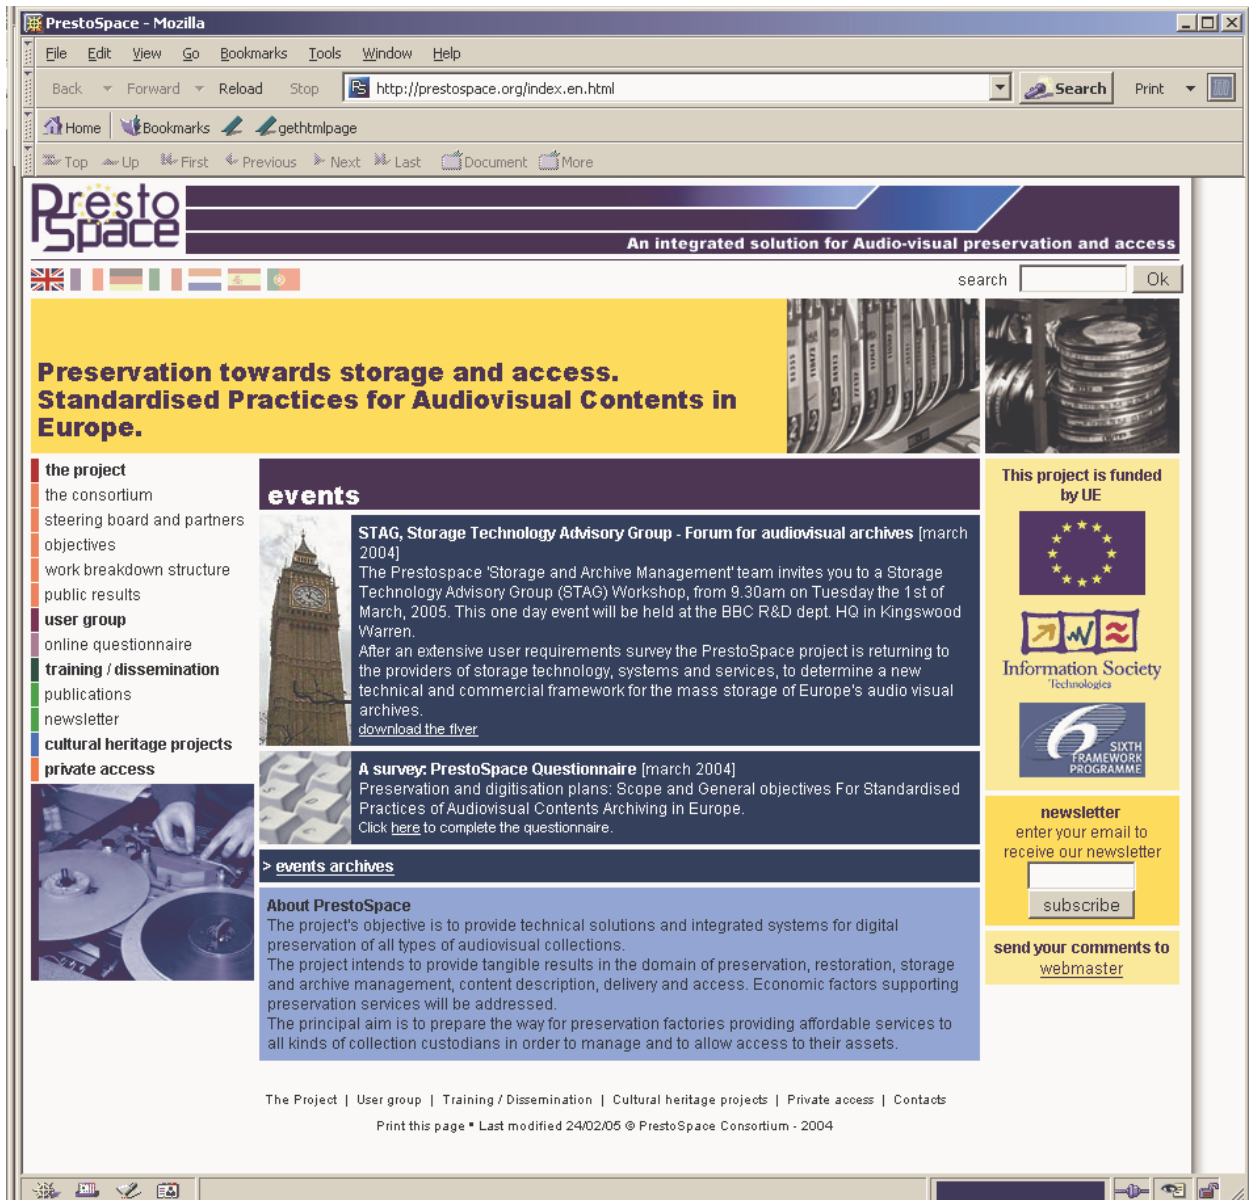 PrestoSpace - Mozilla
File Edit View Go Bookmarks Tools Window Help
Back Forward Reload Stop http://prestospace.org/index.en.html Search Print
Home Bookmarks gethtmlpage
Top Up First Previous Next Last Document More
Presto
Space
An integrated solution for Audio-visual preservation and access
search Ok
Preservation towards storage and access.
Standardised Practices for Audiovisual Contents in
Europe.
the project
the consortium
steering board and partners
objectives
work breakdown structure
public results
user group
online questionnaire
training / dissemination
publications
newsletter
cultural heritage projects
private access
events
STAG, Storage Technology Advisory Group - Forum for audiovisual archives [march
2004]
The Prestospace 'Storage and Archive Management' team invites you to a Storage
Technology Advisory Group (STAG) Workshop, from 9.30am on Tuesday the 1st of
March, 2005. This one day event will be held at the BBC R&D dept. HQ in Kingswood
Warren.
After an extensive user requirements survey the PrestoSpace project is returning to
the providers of storage technology, systems and services, to determine a new
technical and commercial framework for the mass storage of Europe's audio visual
archives.
download the flyer
A survey: PrestoSpace Questionnaire [march 2004]
Preservation and digitisation plans: Scope and General objectives For Standardised
Practices of Audiovisual Contents Archiving in Europe.
Click here to complete the questionnaire.
> events archives
About PrestoSpace
The project's objective is to provide technical solutions and integrated systems for digital
preservation of all types of audiovisual collections.
The project intends to provide tangible results in the domain of preservation, restoration, storage
and archive management, content description, delivery and access. Economic factors supporting
preservation services will be addressed.
The principal aim is to prepare the way for preservation factories providing affordable services to
all kinds of collection custodians in order to manage and to allow access to their assets.
This project is funded
by UE
Information Society
Technologies
6
SIXTH
FRAMEWORK
PROGRAMME
newsletter
enter your email to
receive our newsletter
subscribe
send your comments to
webmaster
The Project | User group | Training / Dissemination | Cultural heritage projects | Private access | Contacts
Print this page ▪ Last modified 24/02/05 © PrestoSpace Consortium - 2004